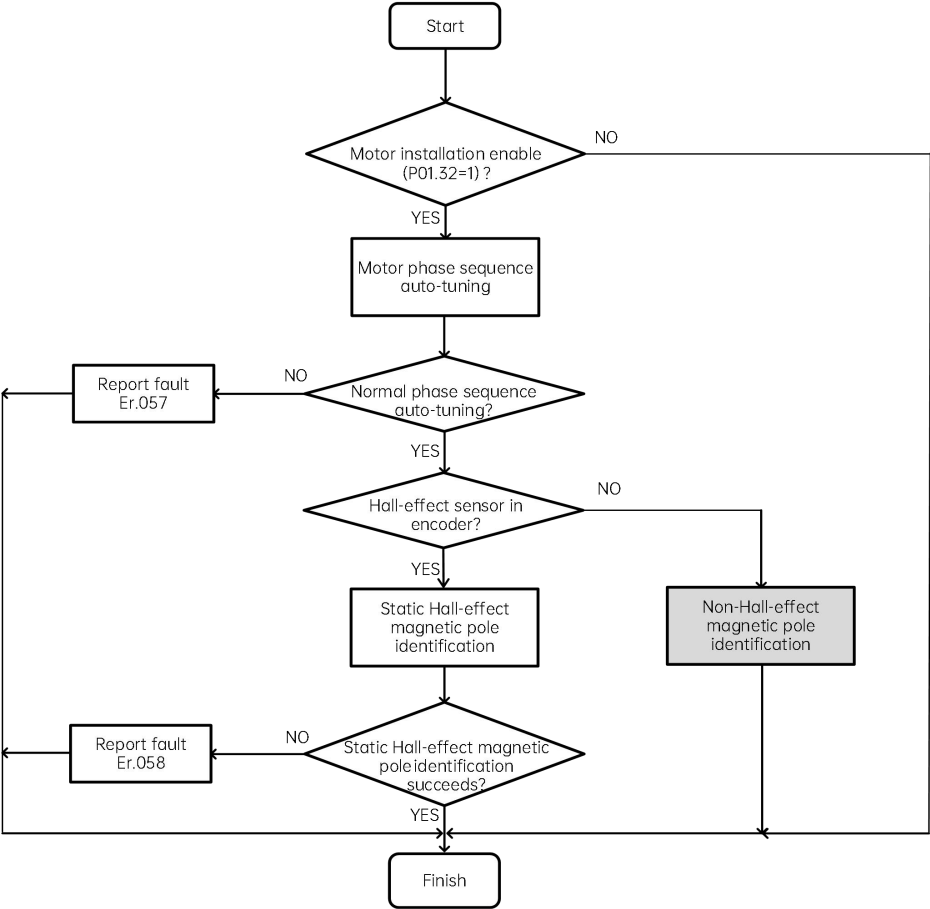 Start
NO
Motor installation enable
(P01.32=1) ?
YES
Motor phase sequence
auto-tuning
Report fault
Er.057
NO
Normal phase sequence
auto-tuning?
YES
NO
Hall-effect sensor in
encoder?
YES
Static Hall-effect
magnetic pole
identification
Non-Hall-effect
magnetic pole
identification
Report fault
Er.058
NO
Static Hall-effect magnetic
pole identification
succeeds?
YES
Finish